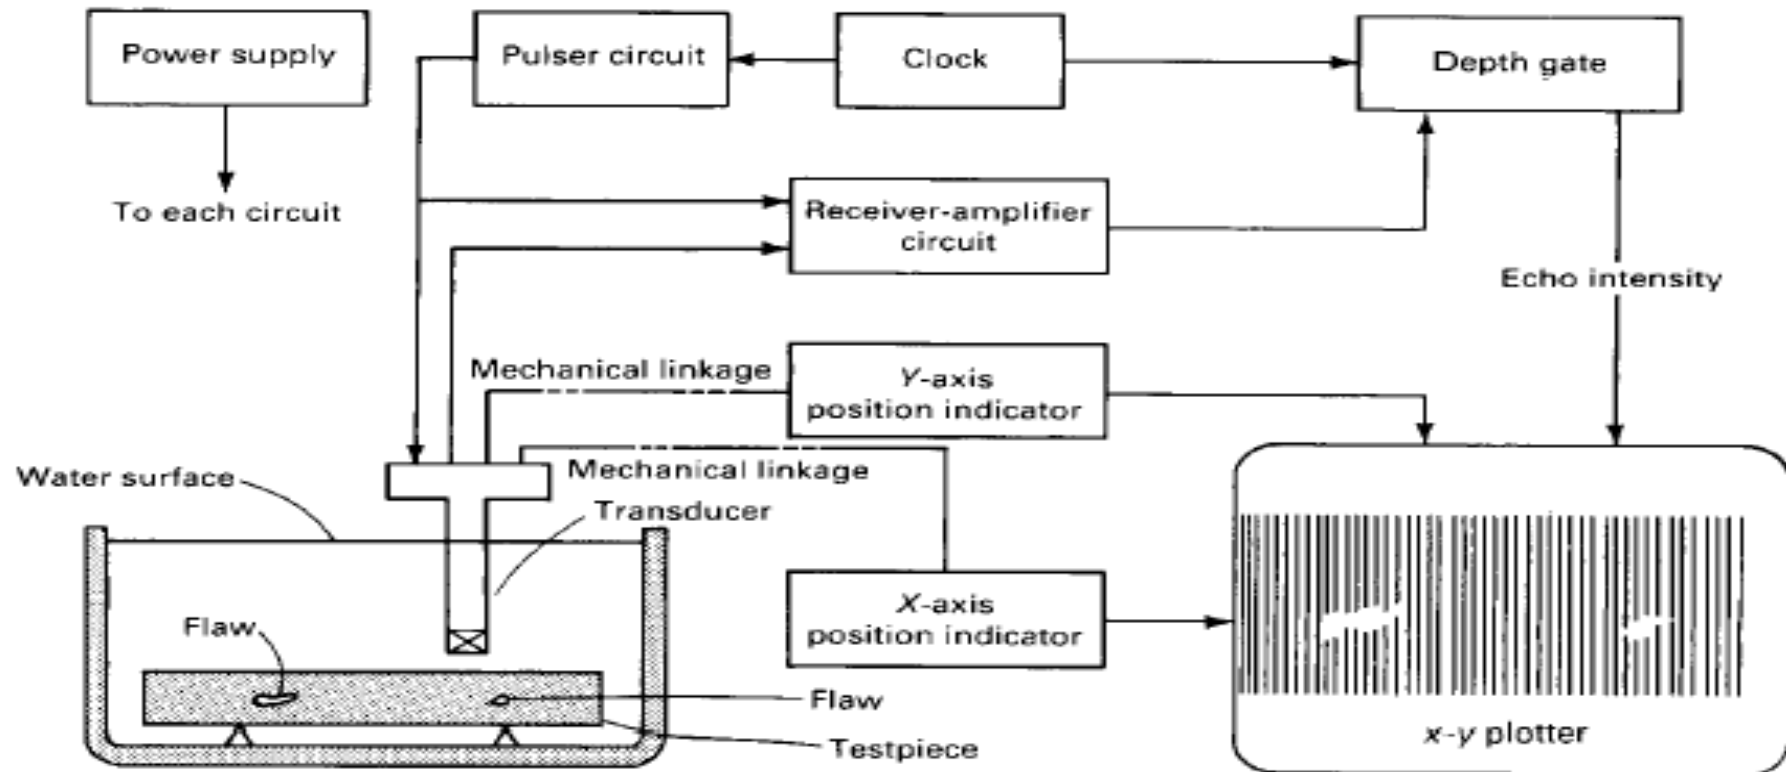 Power supply
Pulser circuit
Clock
Depth gate
To each circuit
Receiver-amplifier
circuit
Echo intensity
Mechanical linkage
Y-axis
position indicator
Water surface
Mechanical linkage
Transducer
X-axis
position indicator
Flaw
Flaw
Testpiece
x-y plotter